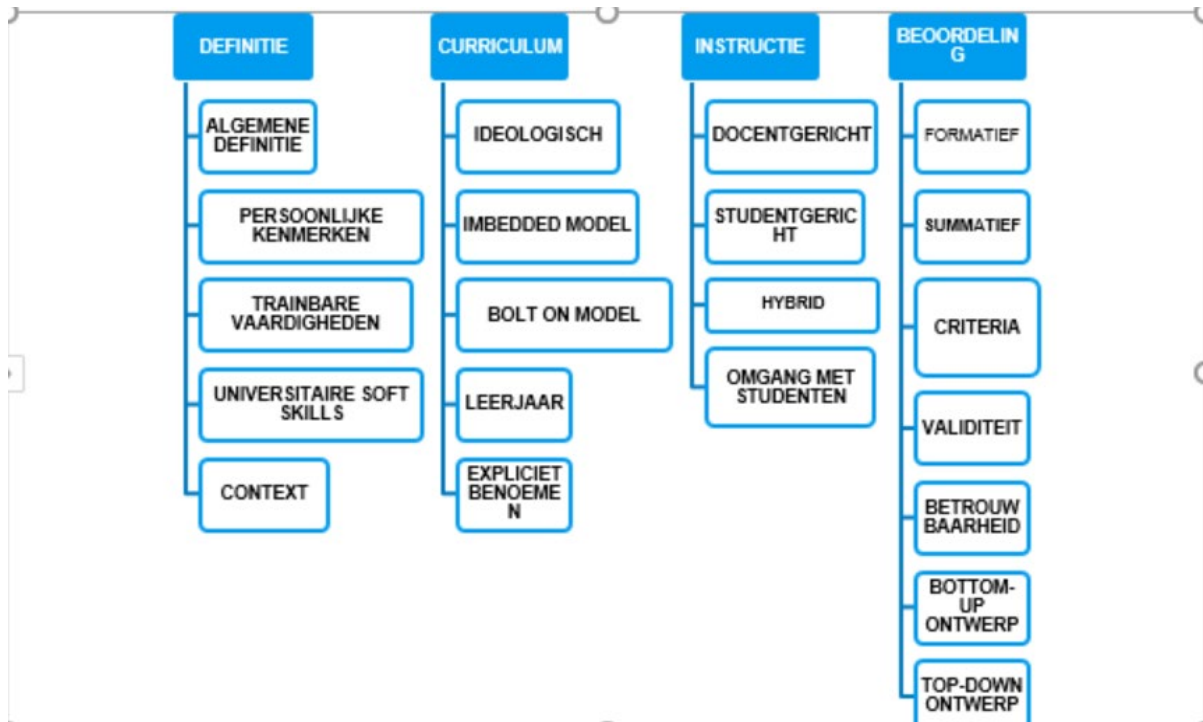 DEFINITIE
ALGEMENE
DEFINITIE
PERSOONLIJKE
KENMERKEN
TRAINBARE
VAARDIGHEDEN
UNIVERSITAIRE SOFT
SKILLS
CONTEXT
CURRICULUM
IDEOLOGISCH
IMBEDDED MODEL
BOLT ON MODEL
LEERJAAR
EXPLICIET
BENOEME
N
INSTRUCTIE
DOCENTGERICHT
STUDENTGERIC
HT
HYBRID
OMGANG MET
STUDENTEN
BEOORDELIN
G
FORMATIEF
SUMMATIEF
CRITERIA
VALIDITEIT
BETROUW
BAARHEID
BOTTOM-
UP
ONTWERP
TOP-DOWN
ONTWERP